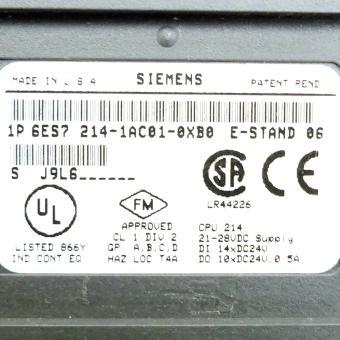 MADE IN U.S.A SIEMENS PATENT PEND
1P 6ES7 214-1AC01-0XB0 E-STAND 06
S J9L6______
UL
LISTED 866Y
IND CONT EQ
FM
APPROVED
CL 1 DIV 2
GP. A,B,C,D
HAZ LOC T4A
SA CE
LR44226
CPU 214
21-28VDC Supply
DI 14xDC24V
DO 10xDC24V,0 5A